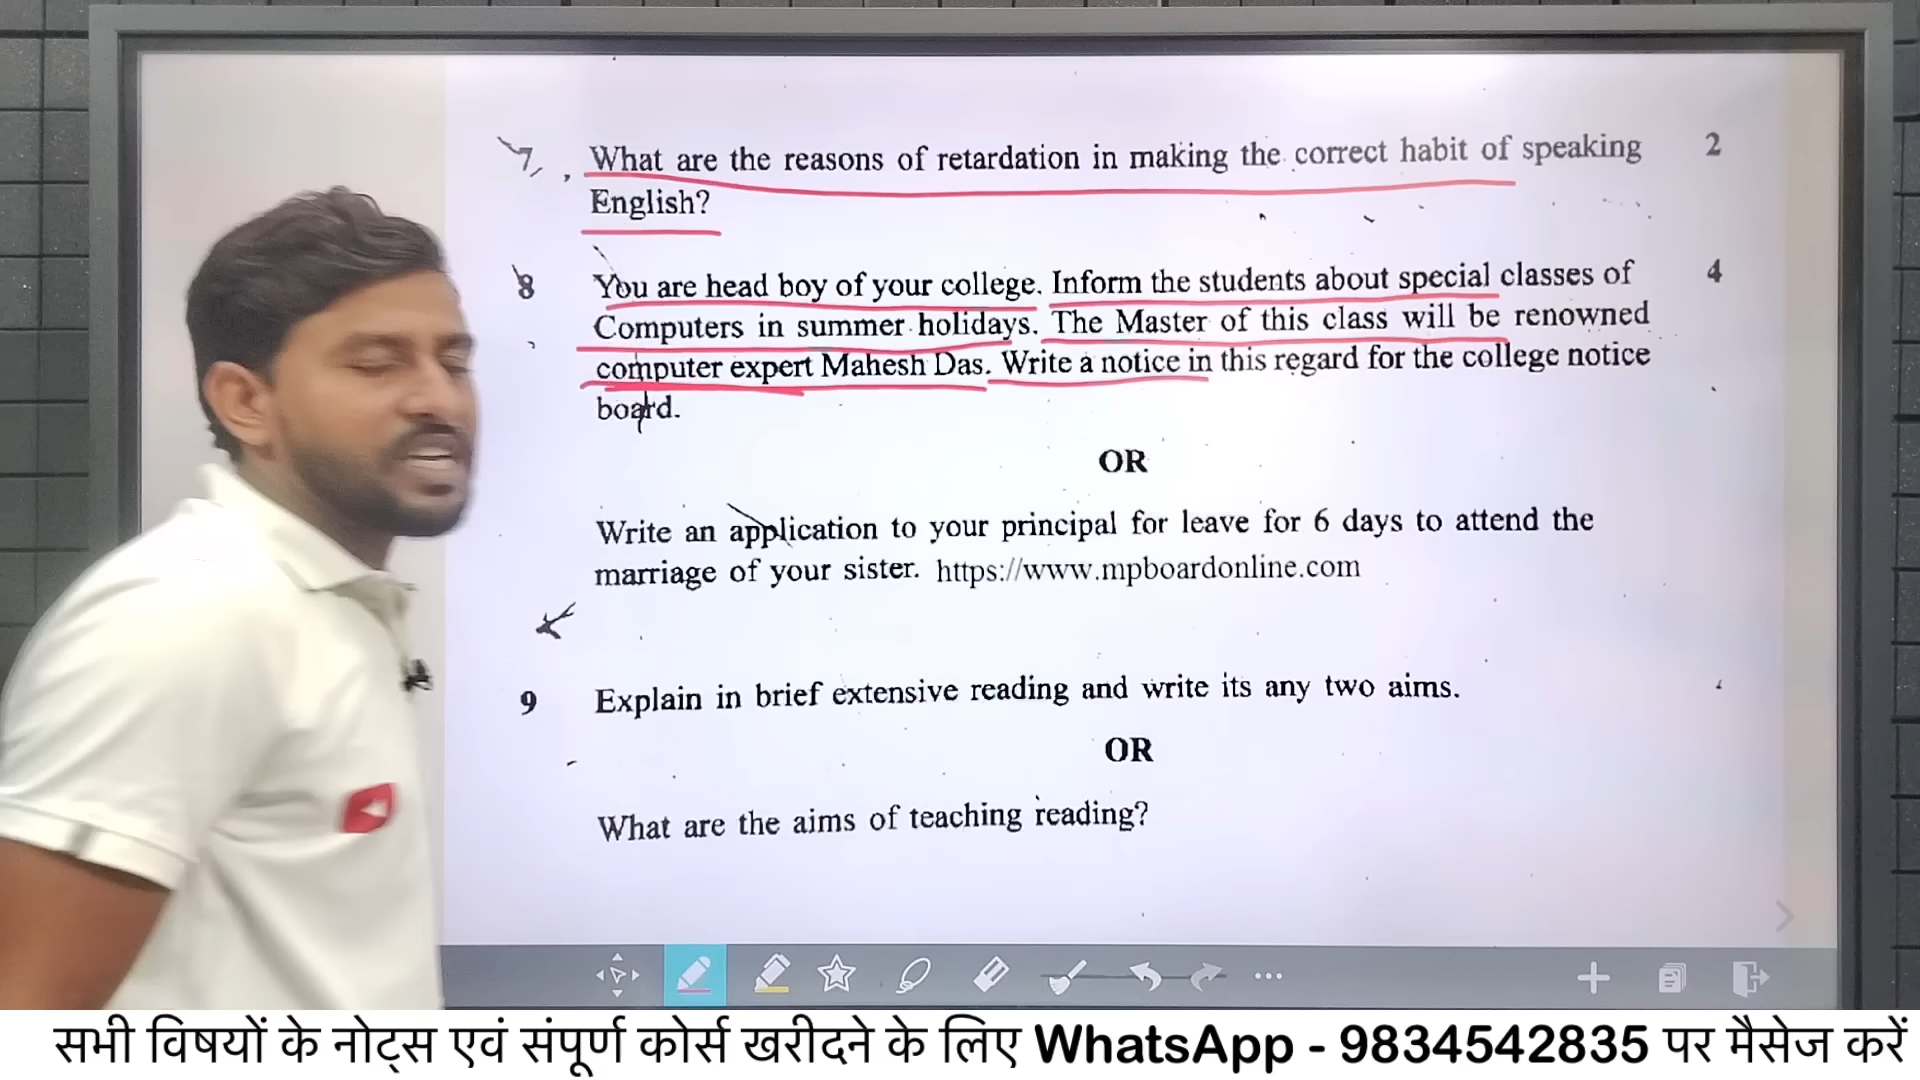 7, What are the reasons of retardation in making the correct habit of speaking 2
English?
8 You are head boy of your college. Inform the students about special classes of 4
Computers in summer holidays. The Master of this class will be renowned
computer expert Mahesh Das. Write a notice in this regard for the college notice
board.
OR
Write an application to your principal for leave for 6 days to attend the
marriage of your sister. https://www.mpboardonline.com
9 Explain in brief extensive reading and write its any two aims.
OR
What are the aims of teaching reading?
सभी विषयों के नोट्स एवं संपूर्ण कोर्स खरीदने के लिए WhatsApp - 9834542835 पर मैसेज करें